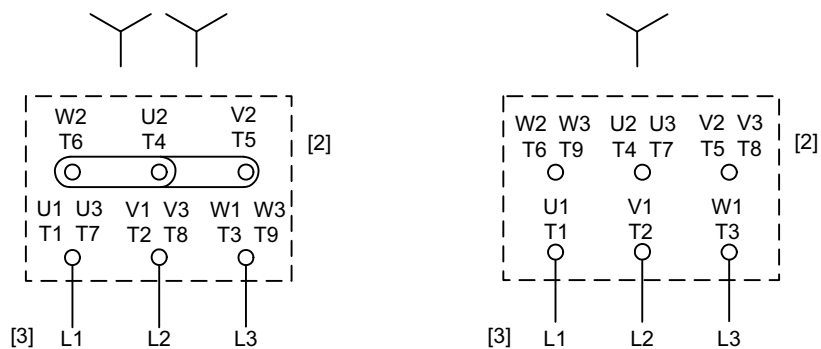 W2 U2 V2
T6 T4 T5
[2]
U1 U3 V1 V3 W1 W3
T1 T7 T2 T8 T3 T9
[3] L1 L2 L3
W2 W3 U2 U3 V2 V3
T6 T9 T4 T7 T5 T8
[2]
U1 V1 W1
T1 T2 T3
[3] L1 L2 L3